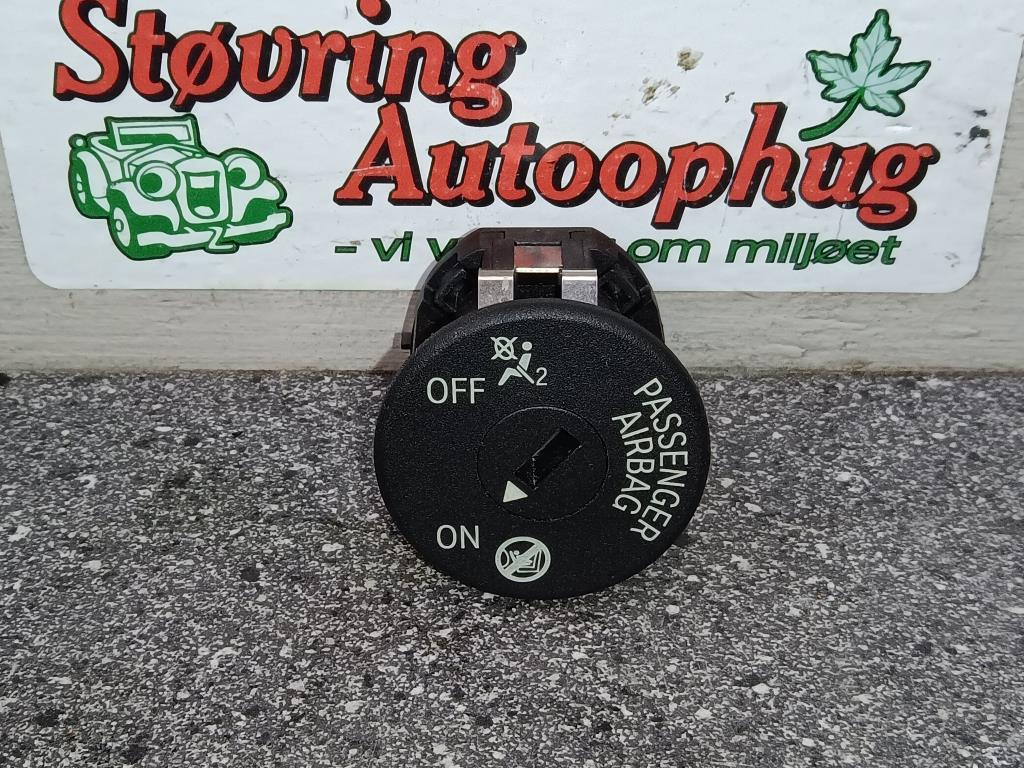 Støvring
Autoophug
- vi v om miljøet
OFF
2
PASSENGER
AIRBAG
ON